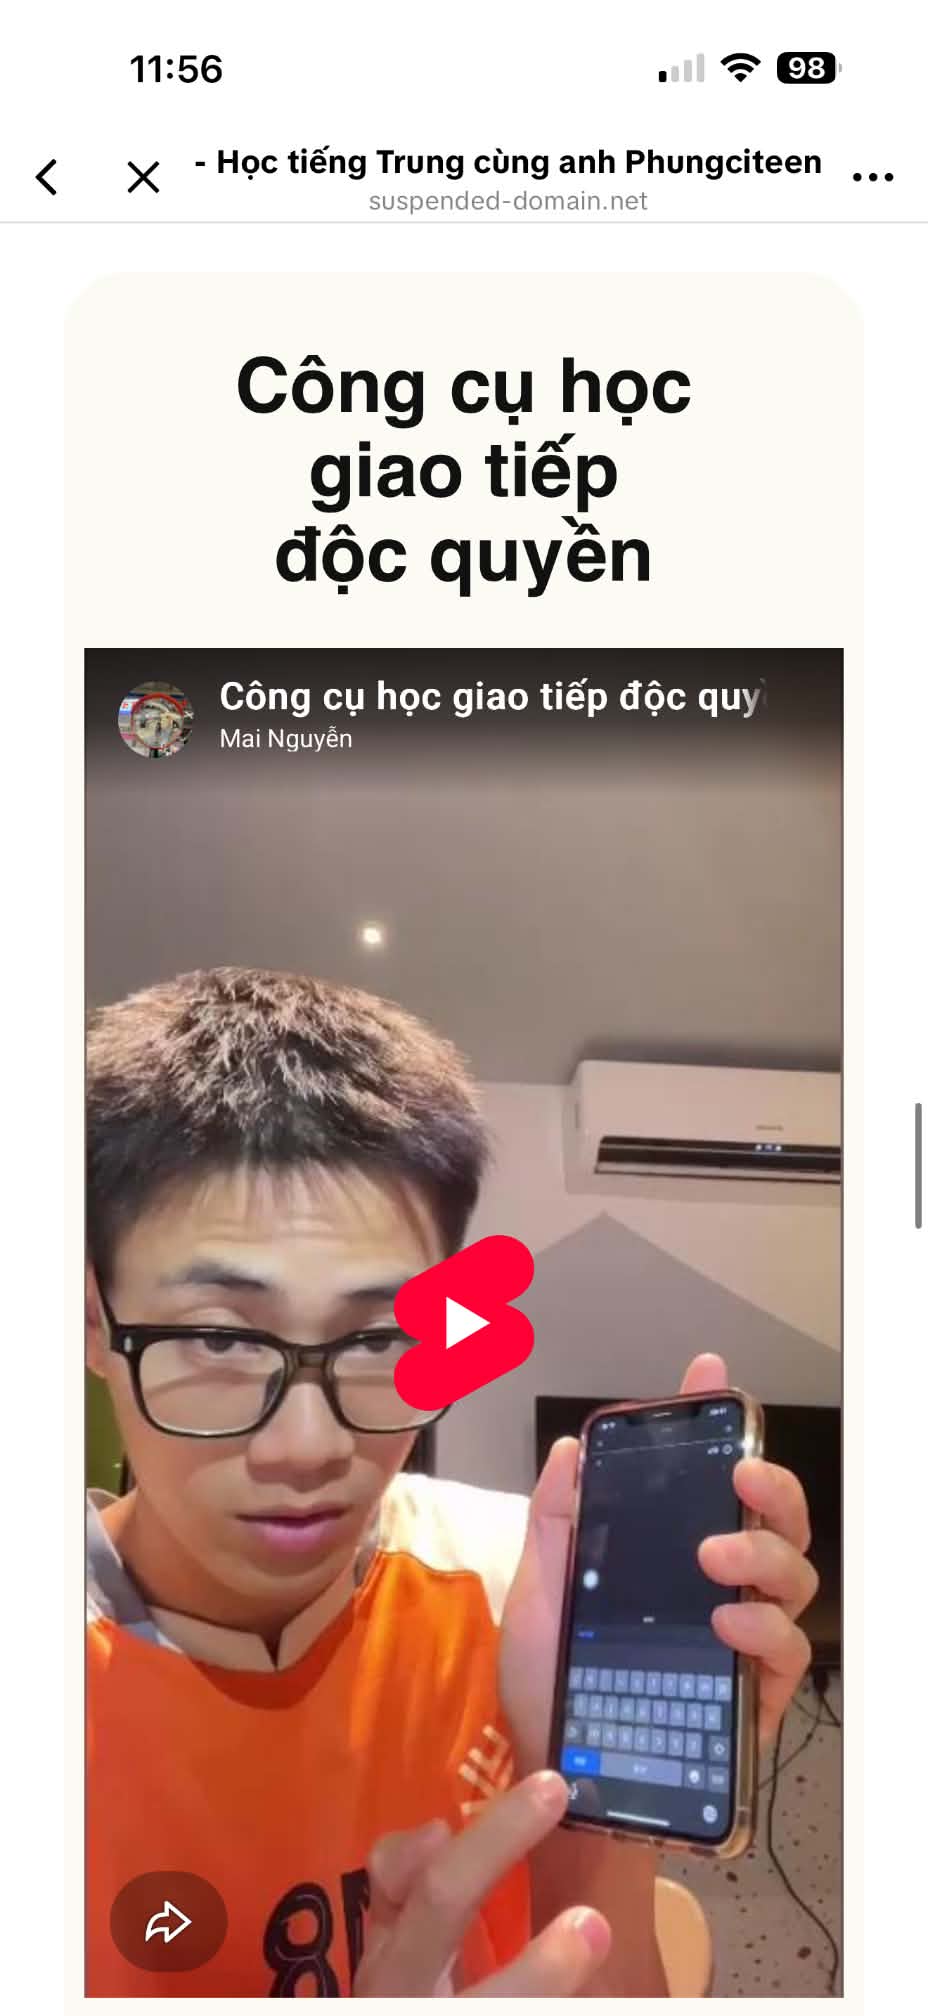 11:56
98
- Học tiếng Trung cùng anh Phungciteen
suspended-domain.net
Công cụ học
giao tiếp
độc quyền
Công cụ học giao tiếp độc quy
Mai Nguyễn